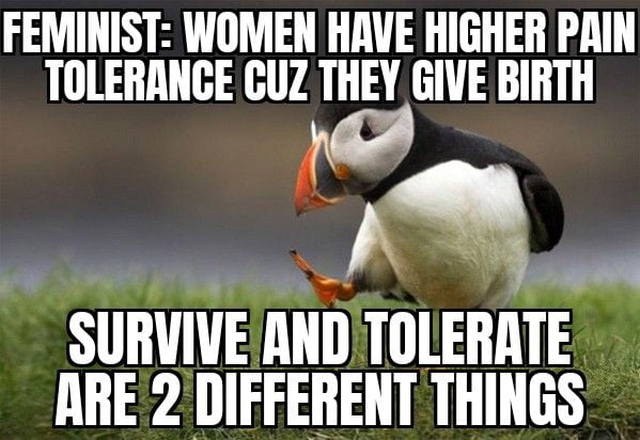 FEMINIST: WOMEN HAVE HIGHER PAIN
TOLERANCE CUZ THEY GIVE BIRTH
SURVIVE AND TOLERATE
ARE 2 DIFFERENT THINGS